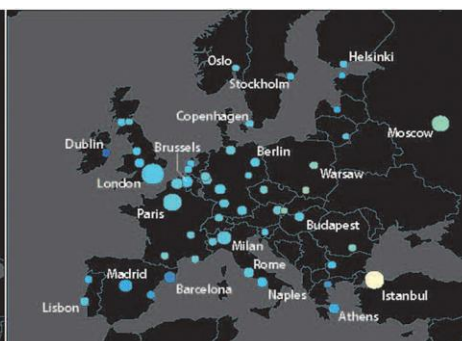 Oslo
Helsinki
Stockholm
Copenhagen
Moscow
Dublin
Brussels
Berlin
Warsaw
London
Paris
Budapest
Milan
Madrid
Rome
Barcelona
Naples
Istanbul
Lisbon
Athens